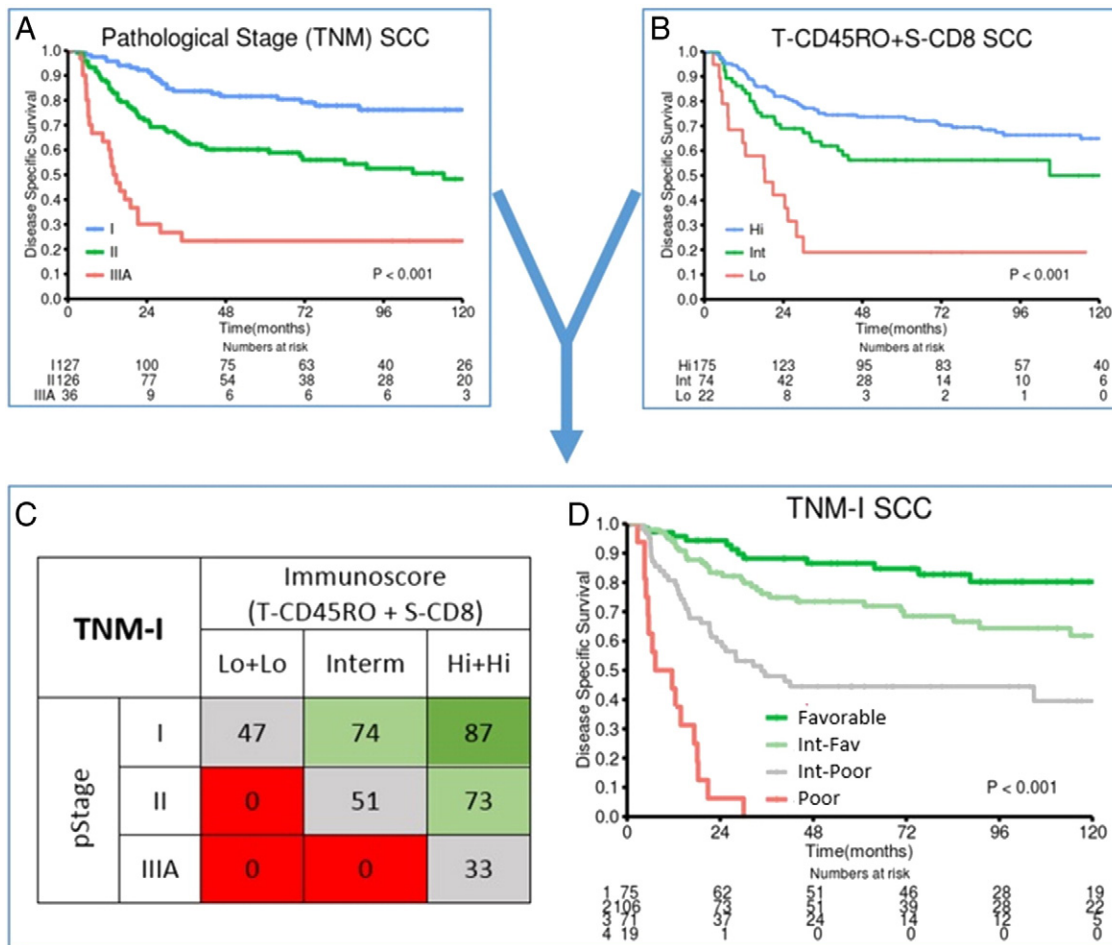 A
Pathological Stage (TNM) SCC
Disease Specific Survival
1.0
0.9
0.8
0.7
0.6
0.5
0.4
0.3
0.2
0.1
0.0
I
II
IIIA
P < 0.001
0 24 48 72 96 120
Time(months)
Numbers at risk
I 127 100 75 63 40 26
II 126 77 54 38 28 20
IIIA 36 9 6 6 6 3
B
T-CD45RO+S-CD8 SCC
Disease Specific Survival
1.0
0.9
0.8
0.7
0.6
0.5
0.4
0.3
0.2
0.1
0.0
Hi
Int
Lo
P < 0.001
0 24 48 72 96 120
Time(months)
Numbers at risk
Hi 175 123 95 83 57 40
Int 74 42 28 14 10 6
Lo 22 8 3 2 1 0
C
TNM-I
Immunoscore
(T-CD45RO + S-CD8)
Lo+Lo Interm Hi+Hi
pStage
I 47 74 87
II 0 51 73
IIIA 0 0 33
D
TNM-I SCC
Disease Specific Survival
1.0
0.9
0.8
0.7
0.6
0.5
0.4
0.3
0.2
0.1
0
Favorable
Int-Fav
Int-Poor
Poor
P < 0.001
0 24 48 72 96 120
Time(months)
Numbers at risk
1 75 62 51 46 28 19
2 106 73 51 39 28 22
3 71 37 24 14 12 5
4 19 1 0 0 0 0